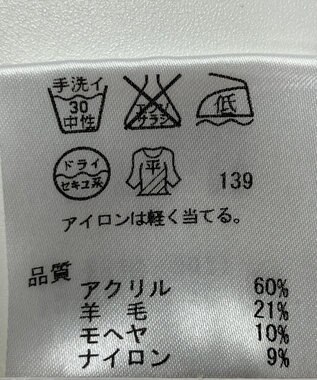 手洗イ
30
中性
エンソ
サラシ
低
ドライ
セキユ系
平
139
アイロンは軽く当てる。
品質
アクリル 60%
羊毛 21%
モヘヤ 10%
ナイロン 9%